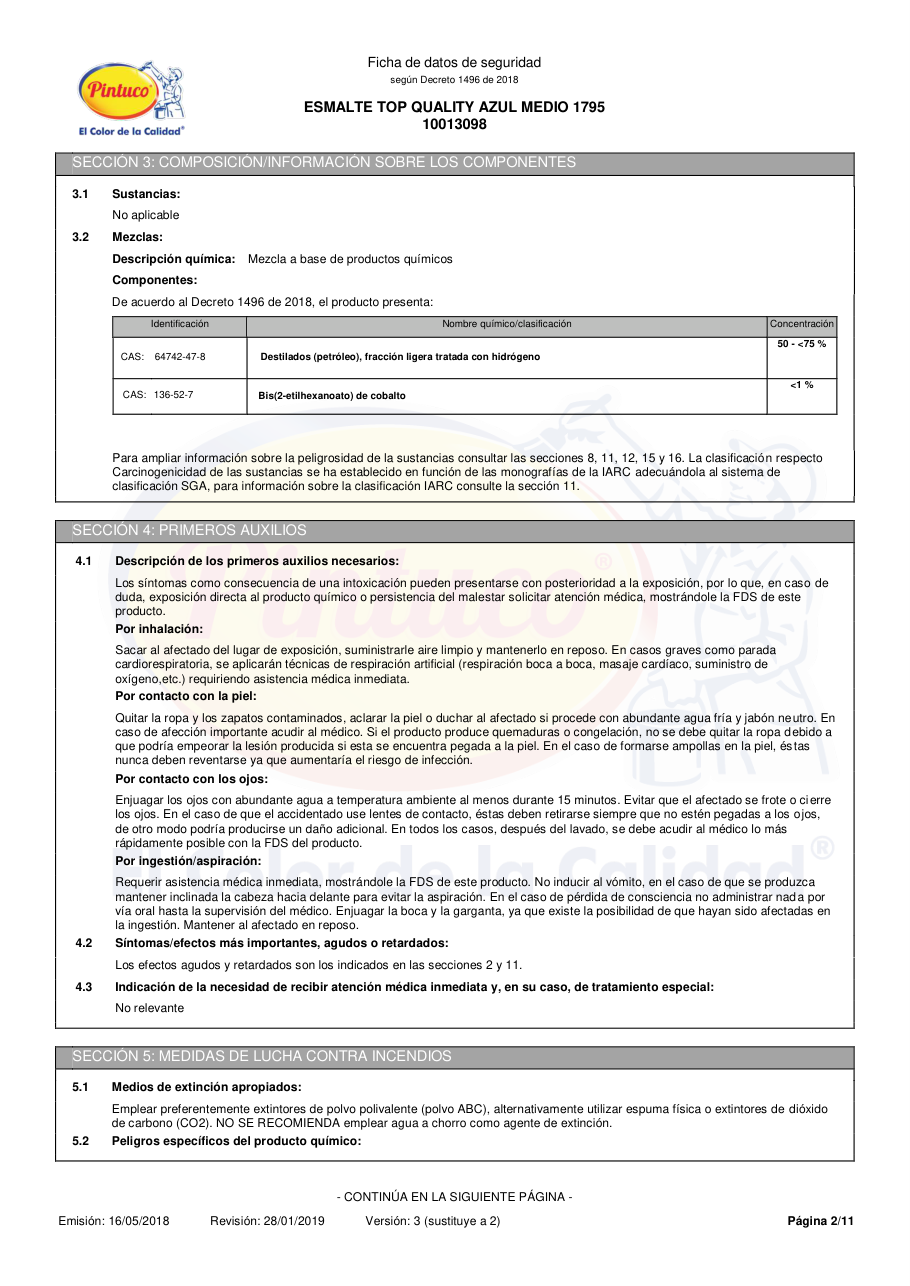 Ficha de datos de seguridad
según Decreto 1496 de 2018
ESMALTE TOP QUALITY AZUL MEDIO 1795
10013098
Pintuco®
El Color de la Calidad®
SECCIÓN 3: COMPOSICIÓN/INFORMACIÓN SOBRE LOS COMPONENTES
3.1 Sustancias:
No aplicable
3.2 Mezclas:
Descripción química: Mezcla a base de productos químicos
Componentes:
De acuerdo al Decreto 1496 de 2018, el producto presenta:
Identificación Nombre químico/clasificación Concentración
CAS: 64742-47-8 Destilados (petróleo), fracción ligera tratada con hidrógeno 50 - <75 %
CAS: 136-52-7 Bis(2-etilhexanoato) de cobalto <1 %
Para ampliar información sobre la peligrosidad de la sustancias consultar las secciones 8, 11, 12, 15 y 16. La clasificación respecto
Carcinogenicidad de las sustancias se ha establecido en función de las monografías de la IARC adecuándola al sistema de
clasificación SGA, para información sobre la clasificación IARC consulte la sección 11.
SECCIÓN 4: PRIMEROS AUXILIOS
4.1 Descripción de los primeros auxilios necesarios:
Los síntomas como consecuencia de una intoxicación pueden presentarse con posterioridad a la exposición, por lo que, en caso de
duda, exposición directa al producto químico o persistencia del malestar solicitar atención médica, mostrándole la FDS de este
producto.
Por inhalación:
Sacar al afectado del lugar de exposición, suministrarle aire limpio y mantenerlo en reposo. En casos graves como parada
cardiorespiratoria, se aplicarán técnicas de respiración artificial (respiración boca a boca, masaje cardíaco, suministro de
oxígeno,etc.) requiriendo asistencia médica inmediata.
Por contacto con la piel:
Quitar la ropa y los zapatos contaminados, aclarar la piel o duchar al afectado si procede con abundante agua fría y jabón neutro. En
caso de afección importante acudir al médico. Si el producto produce quemaduras o congelación, no se debe quitar la ropa debido a
que podría empeorar la lesión producida si esta se encuentra pegada a la piel. En el caso de formarse ampollas en la piel, éstas
nunca deben reventarse ya que aumentaría el riesgo de infección.
Por contacto con los ojos:
Enjuagar los ojos con abundante agua a temperatura ambiente al menos durante 15 minutos. Evitar que el afectado se frote o cierre
los ojos. En el caso de que el accidentado use lentes de contacto, éstas deben retirarse siempre que no estén pegadas a los ojos,
de otro modo podría producirse un daño adicional. En todos los casos, después del lavado, se debe acudir al médico lo más
rápidamente posible con la FDS del producto.
Por ingestión/aspiración:
Requerir asistencia médica inmediata, mostrándole la FDS de este producto. No inducir al vómito, en el caso de que se produzca
mantener inclinada la cabeza hacia delante para evitar la aspiración. En el caso de pérdida de consciencia no administrar nada por
vía oral hasta la supervisión del médico. Enjuagar la boca y la garganta, ya que existe la posibilidad de que hayan sido afectadas en
la ingestión. Mantener al afectado en reposo.
4.2 Síntomas/efectos más importantes, agudos o retardados:
Los efectos agudos y retardados son los indicados en las secciones 2 y 11.
4.3 Indicación de la necesidad de recibir atención médica inmediata y, en su caso, de tratamiento especial:
No relevante
SECCIÓN 5: MEDIDAS DE LUCHA CONTRA INCENDIOS
5.1 Medios de extinción apropiados:
Emplear preferentemente extintores de polvo polivalente (polvo ABC), alternativamente utilizar espuma física o extintores de dióxido
de carbono (CO2). NO SE RECOMIENDA emplear agua a chorro como agente de extinción.
5.2 Peligros específicos del producto químico:
- CONTINÚA EN LA SIGUIENTE PÁGINA -
Emisión: 16/05/2018 Revisión: 28/01/2019 Versión: 3 (sustituye a 2) Página 2/11
Pintuco®
El Color de la Calidad®